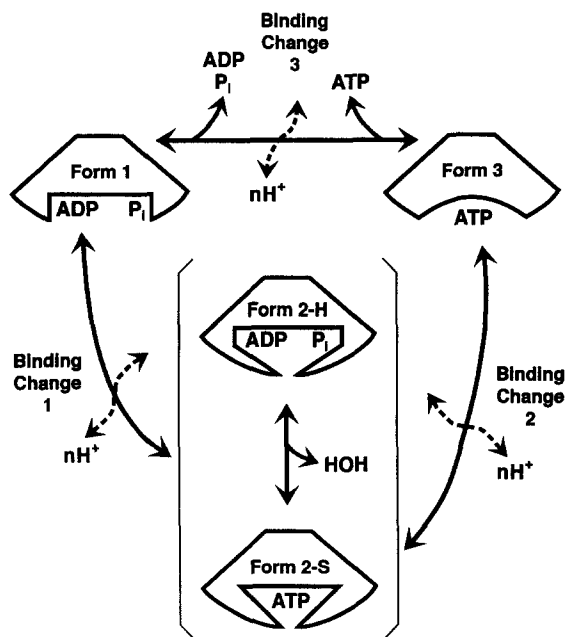 Binding
Change
3
ADP
Pᵢ
ATP
nH⁺
Form 1
ADP Pᵢ
Form 3
ATP
Form 2-H
ADP Pᵢ
Binding
Change
1
nH⁺
Binding
Change
2
nH⁺
HOH
Form 2-S
ATP